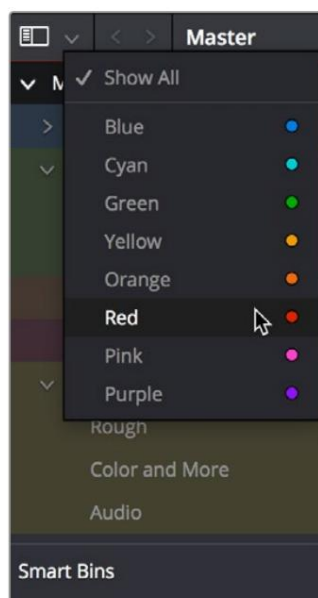 Master
M
✓ Show All
Blue
Cyan
Green
Yellow
Orange
Red
Pink
Purple
Rough
Color and More
Audio
Smart Bins